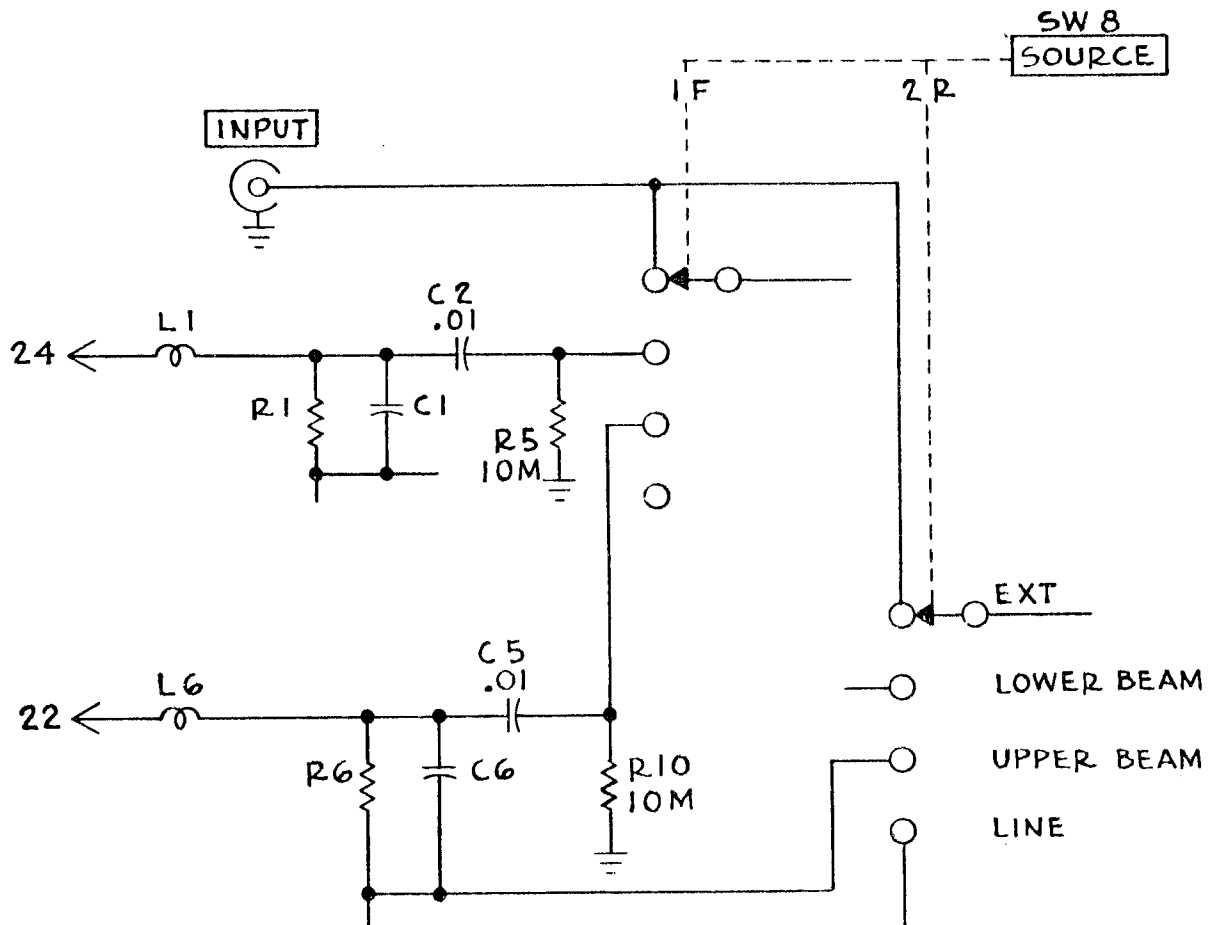 SW 8
SOURCE
1F
2R
INPUT
C2
.01
L1
24
R1
C1
R5
10M
EXT
C5
.01
L6
LOWER BEAM
22
R6
C6
R10
10M
UPPER BEAM
LINE